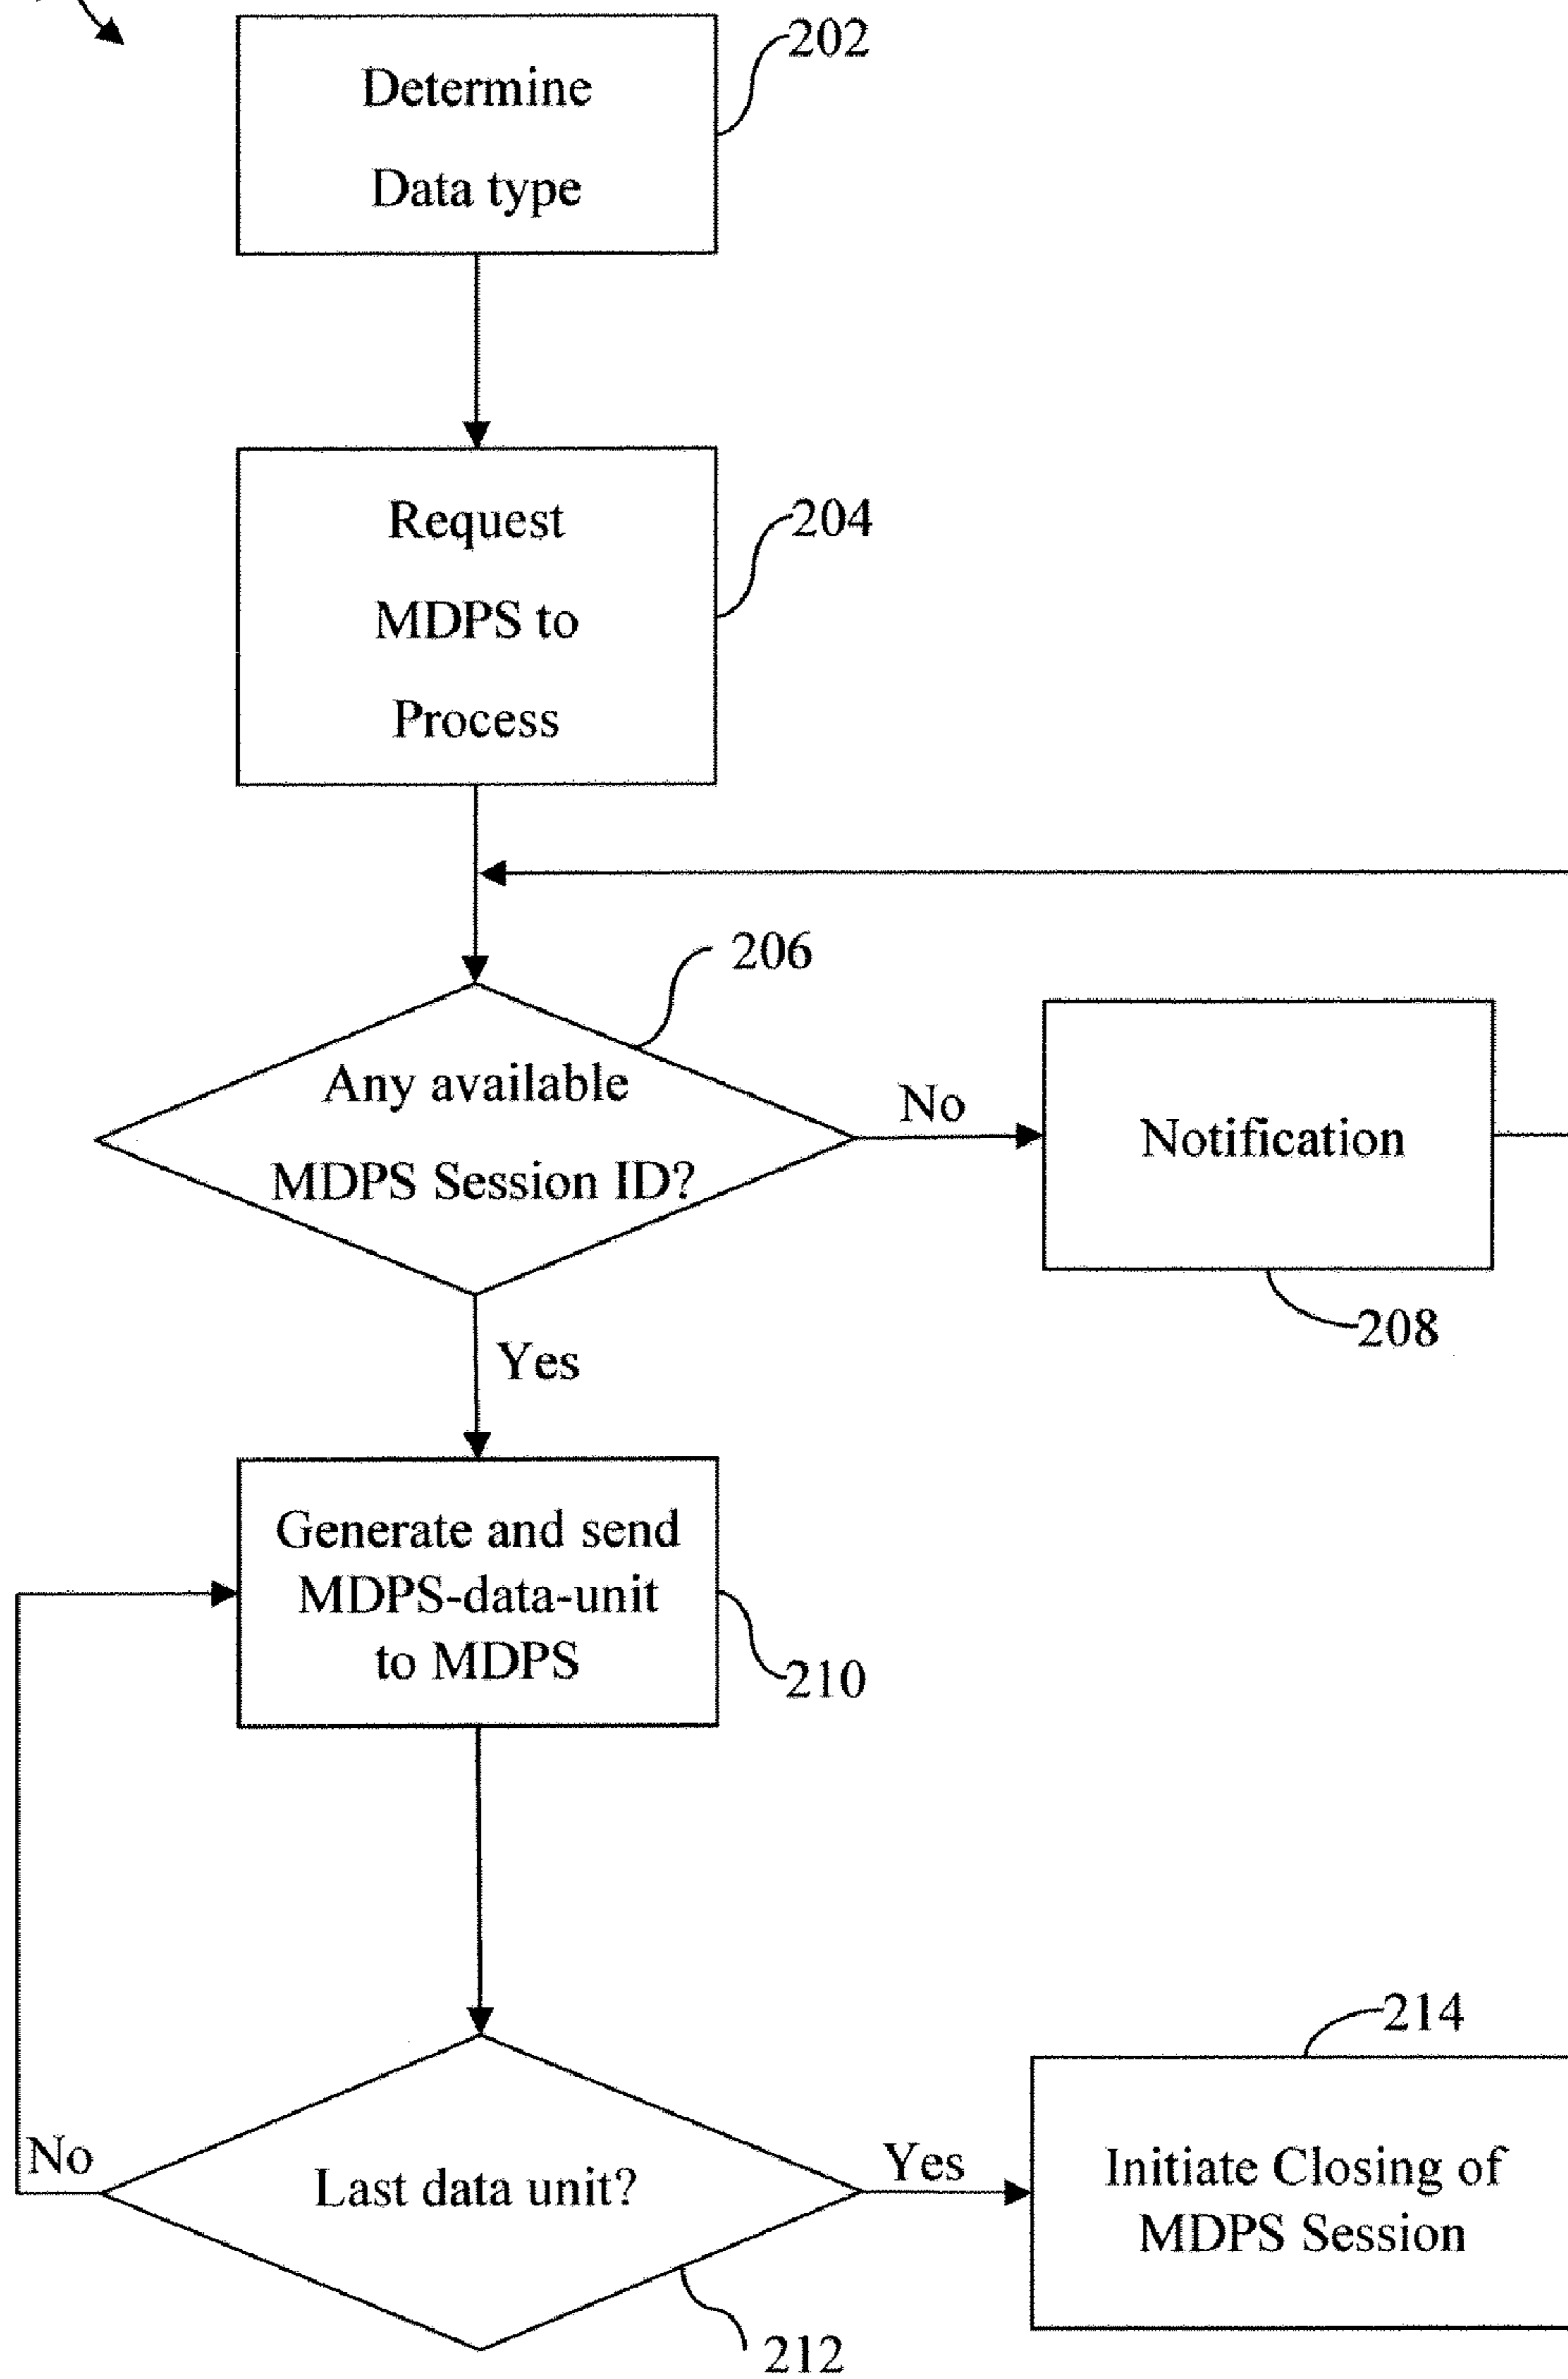 202
Determine
Data type
204
Request
MDPS to
Process
206
Any available
MDPS Session ID?
No
Notification
208
Yes
Generate and send
MDPS-data-unit
to MDPS
210
214
No
Last data unit?
Yes
Initiate Closing of
MDPS Session
212